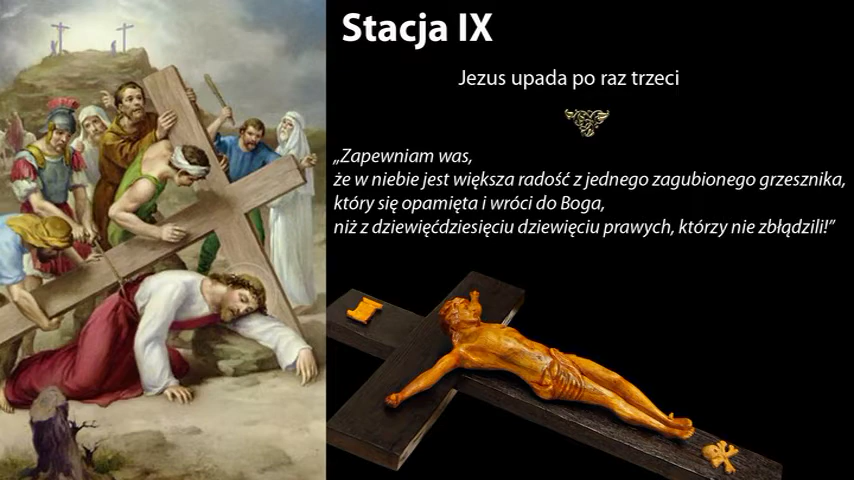 Stacja IX
Jezus upada po raz trzeci
„Zapewniam was,
że w niebie jest większa radość z jednego zagubionego grzesznika,
który się opamięta i wróci do Boga,
niż z dziewięćdziesięciu dziewięciu prawych, którzy nie zbłądzili!”